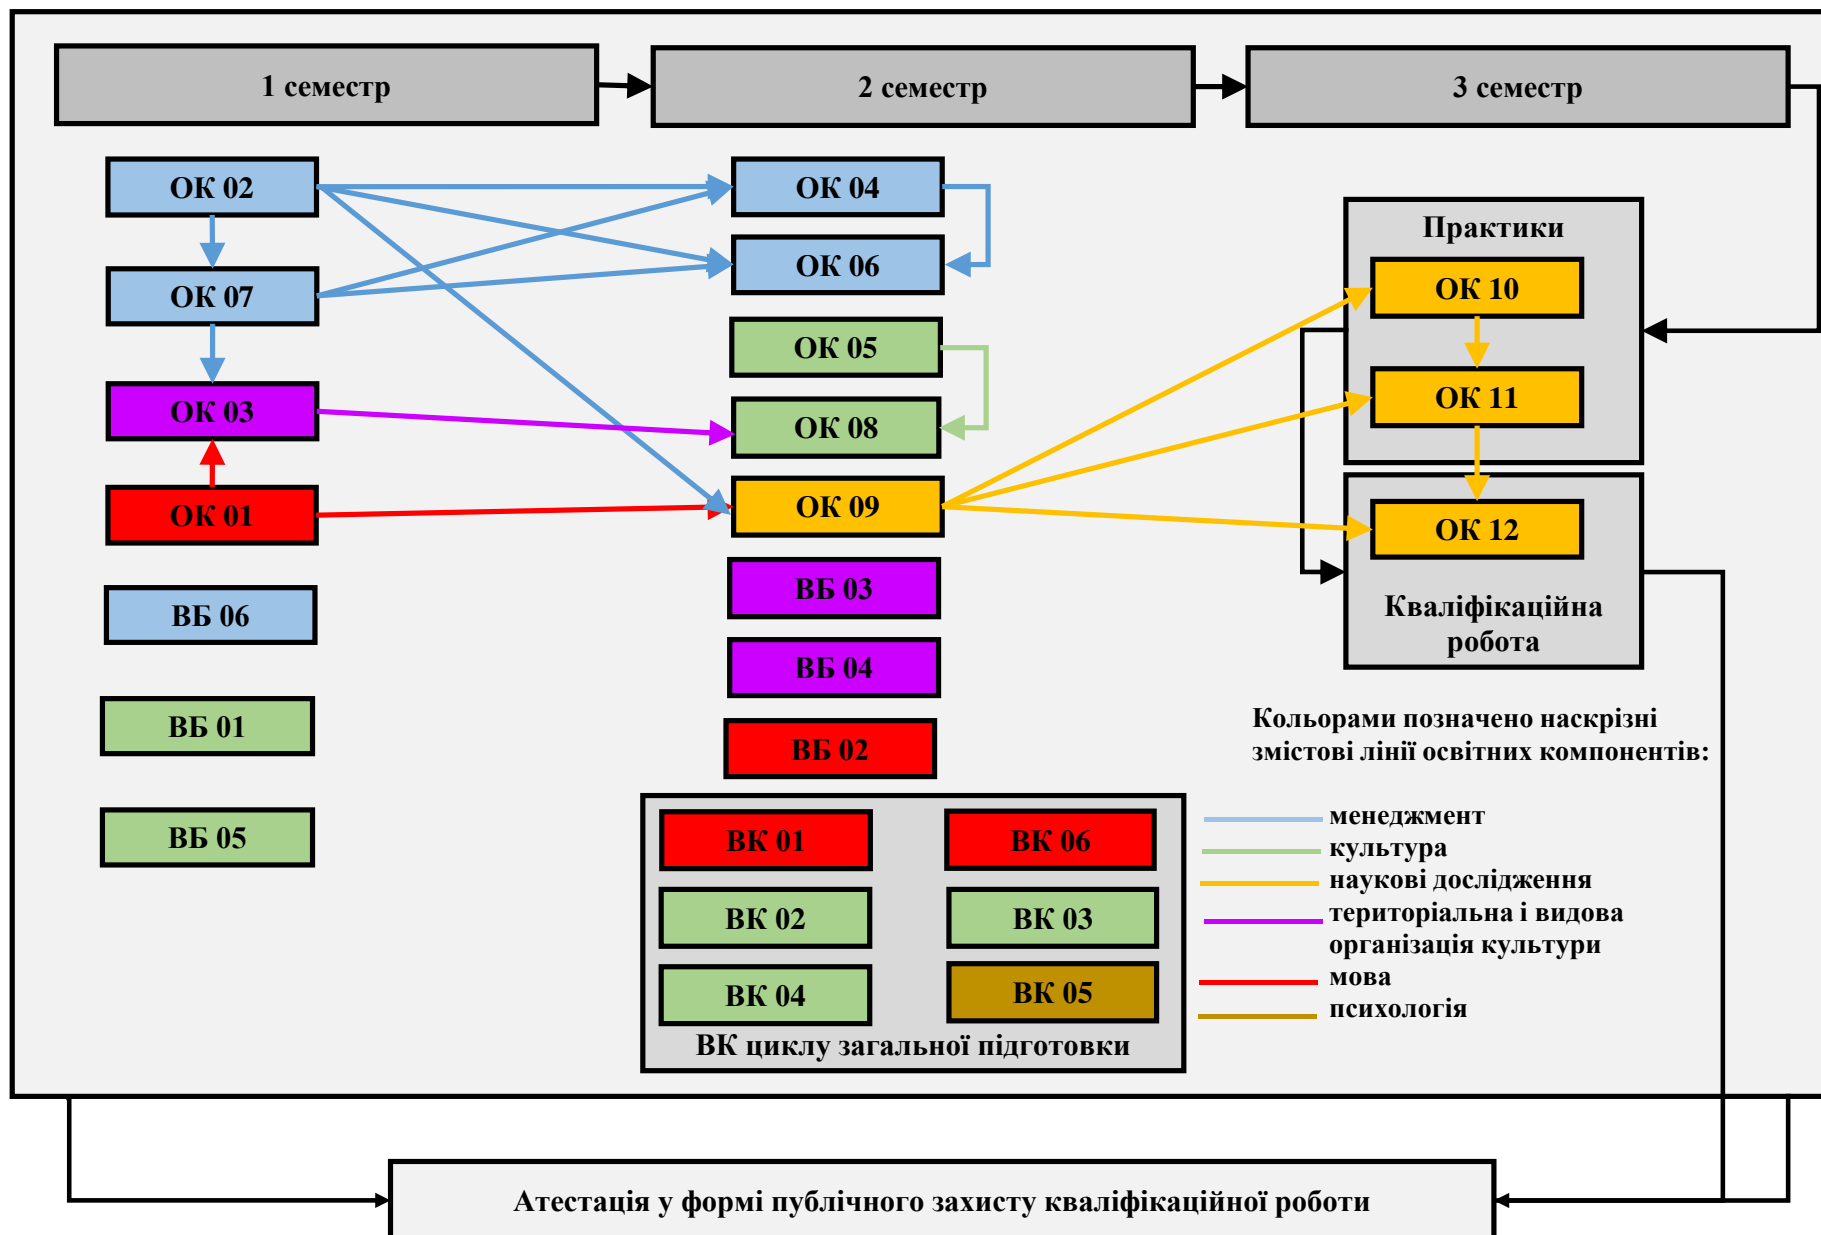 1 семестр
2 семестр
3 семестр
ОК 02
ОК 07
ОК 03
ОК 01
ВБ 06
ВБ 01
ВБ 05
ОК 04
ОК 06
ОК 05
ОК 08
ОК 09
ВБ 03
ВБ 04
ВБ 02
ВК 01
ВК 06
ВК 02
ВК 03
ВК 04
ВК 05
ВК циклу загальної підготовки
Практики
ОК 10
ОК 11
ОК 12
Кваліфікаційна
робота
Кольорами позначено наскрізні
змістові лінії освітних компонентів:
менеджмент
культура
наукові дослідження
територіальна і видова
організація культури
мова
психологія
Атестація у формі публічного захисту кваліфікаційної роботи